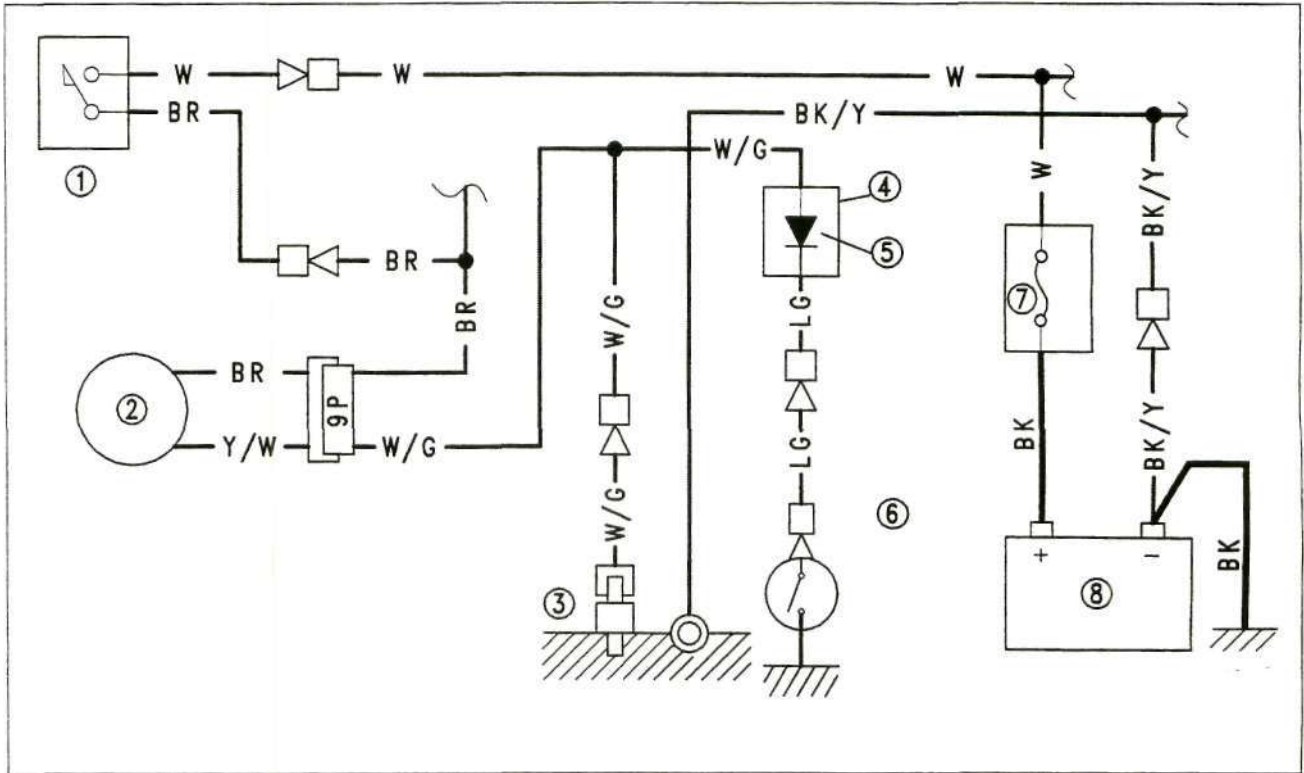 W W W
BR BK/Y
① W/G W BK/Y
④
⑤
BR
BR W/G LG ⑦
② BR 9P
Y/W W/G LG BK BK/Y
W/G ⑥
③ + -
⑧ BK